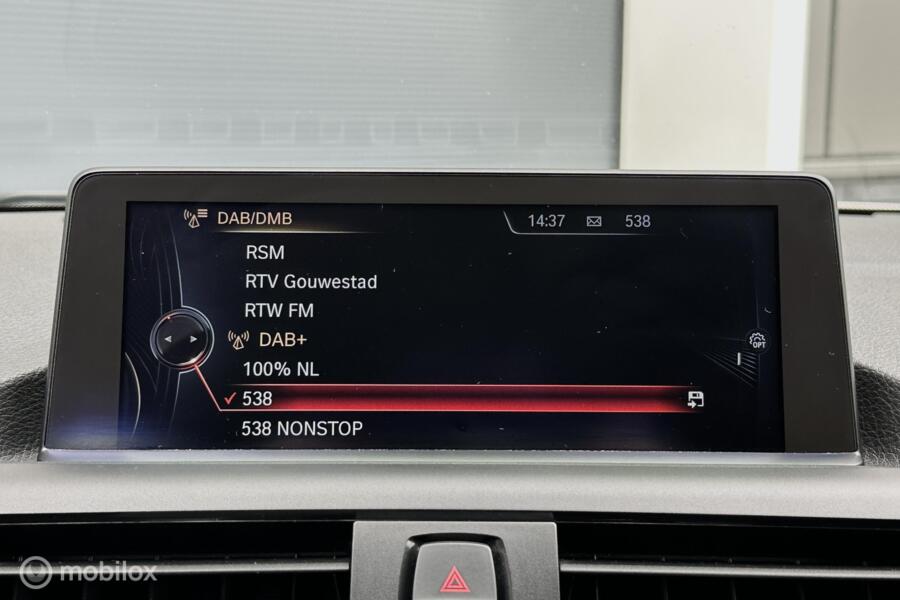 DAB/DMB
14:37 538
RSM
RTV Gouwestad
RTW FM
DAB+
OPT
100% NL
538
538 NONSTOP
mobilox